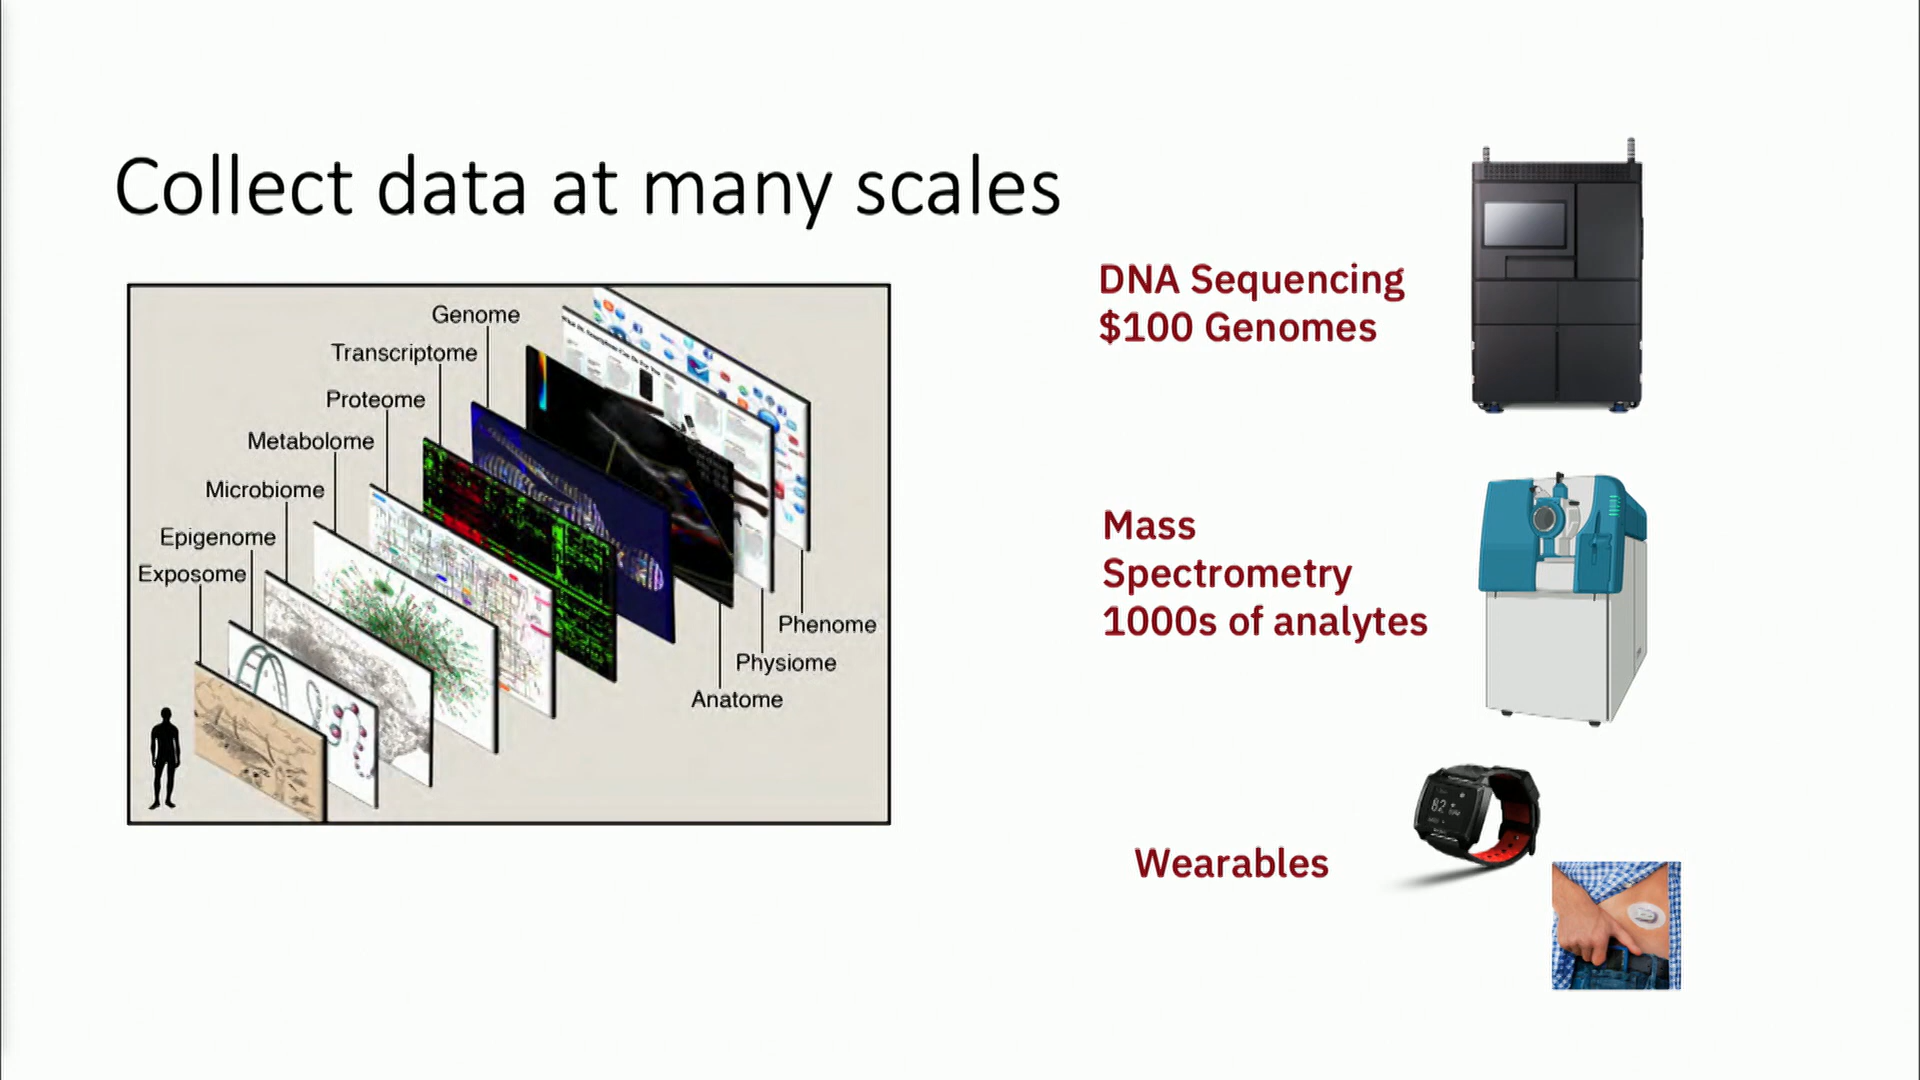 Collect data at many scales
Genome
Transcriptome
Proteome
Metabolome
Microbiome
Epigenome
Exposome
Phenome
Physiome
Anatome
DNA Sequencing
$100 Genomes
Mass
Spectrometry
1000s of analytes
Wearables
82